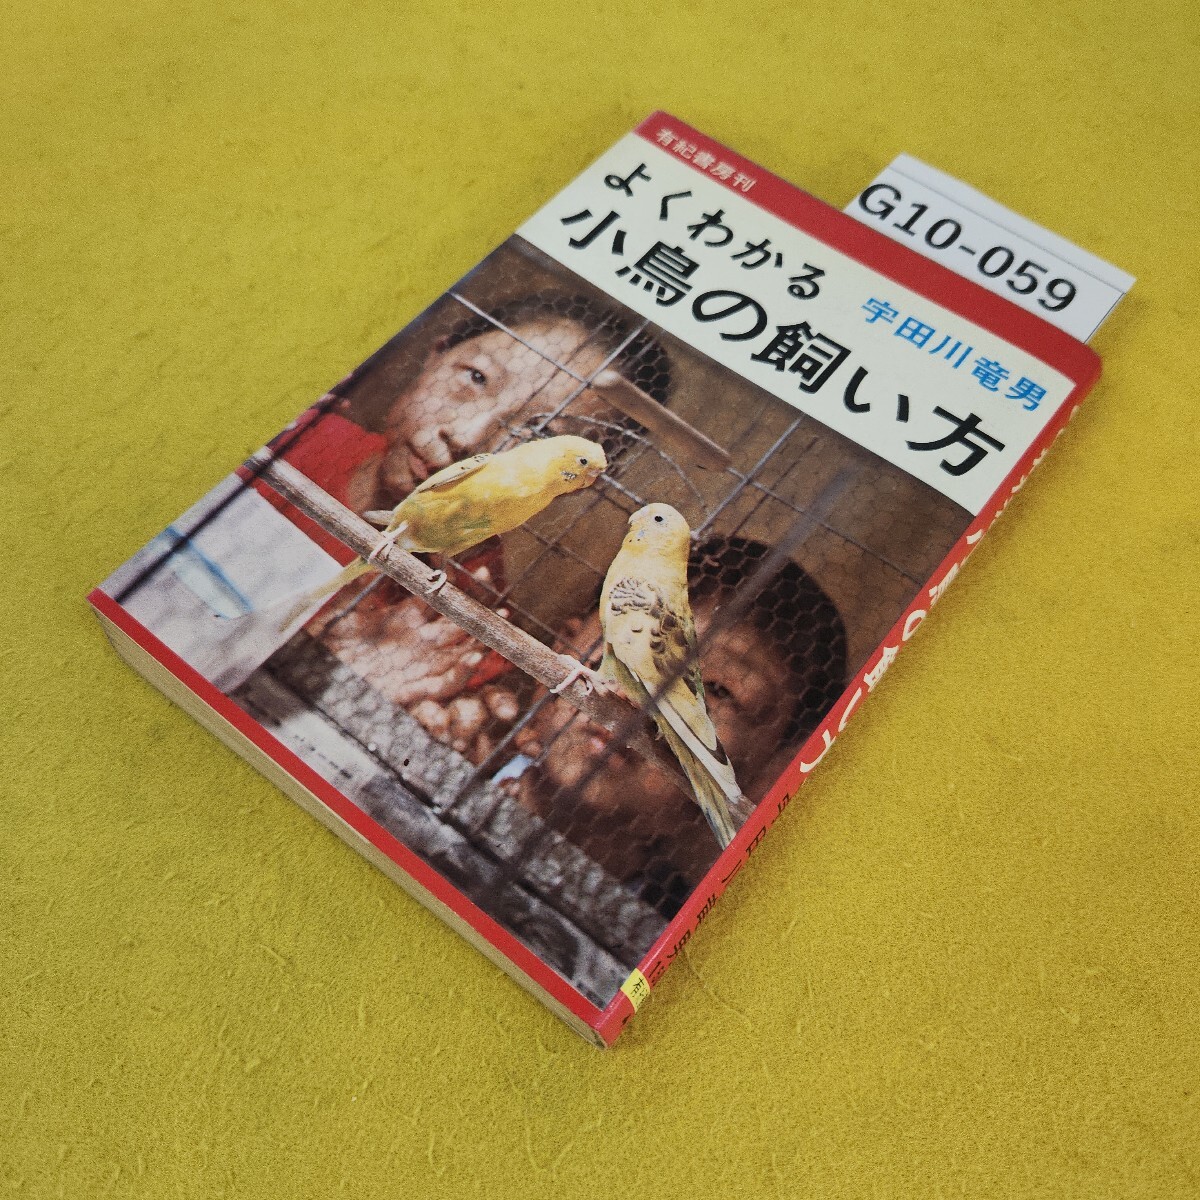 有紀書房刊
よくわかる
小鳥の飼い方
宇田川竜男
G10-059